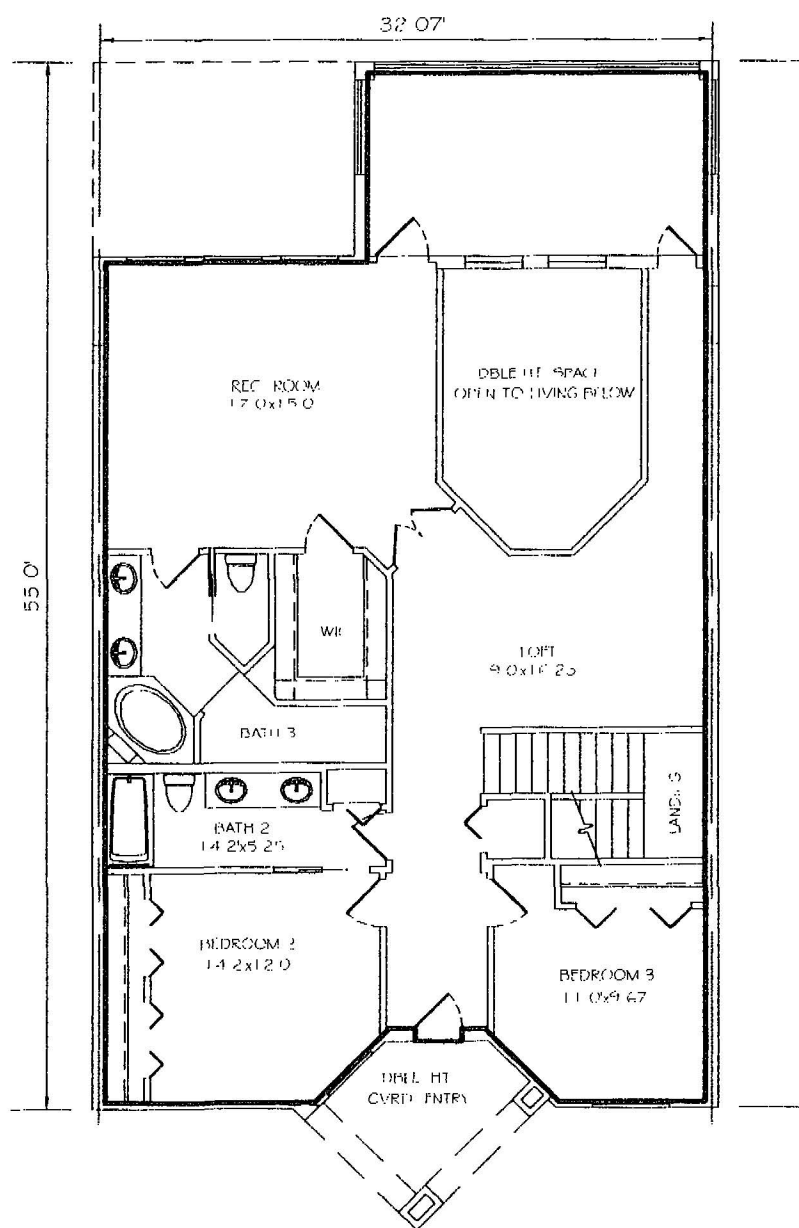 32 07'
55 0'
REC ROOM
17.0x15.0
DBLE HT SPACE
OPEN TO LIVING BELOW
WIC
LOFT
BATH 3
LANDING
BATH 2
14.2x5.25
BEDROOM 2
14.2x12.0
BEDROOM 3
11.0x9.67
DBEL HT
CVRD ENTRY